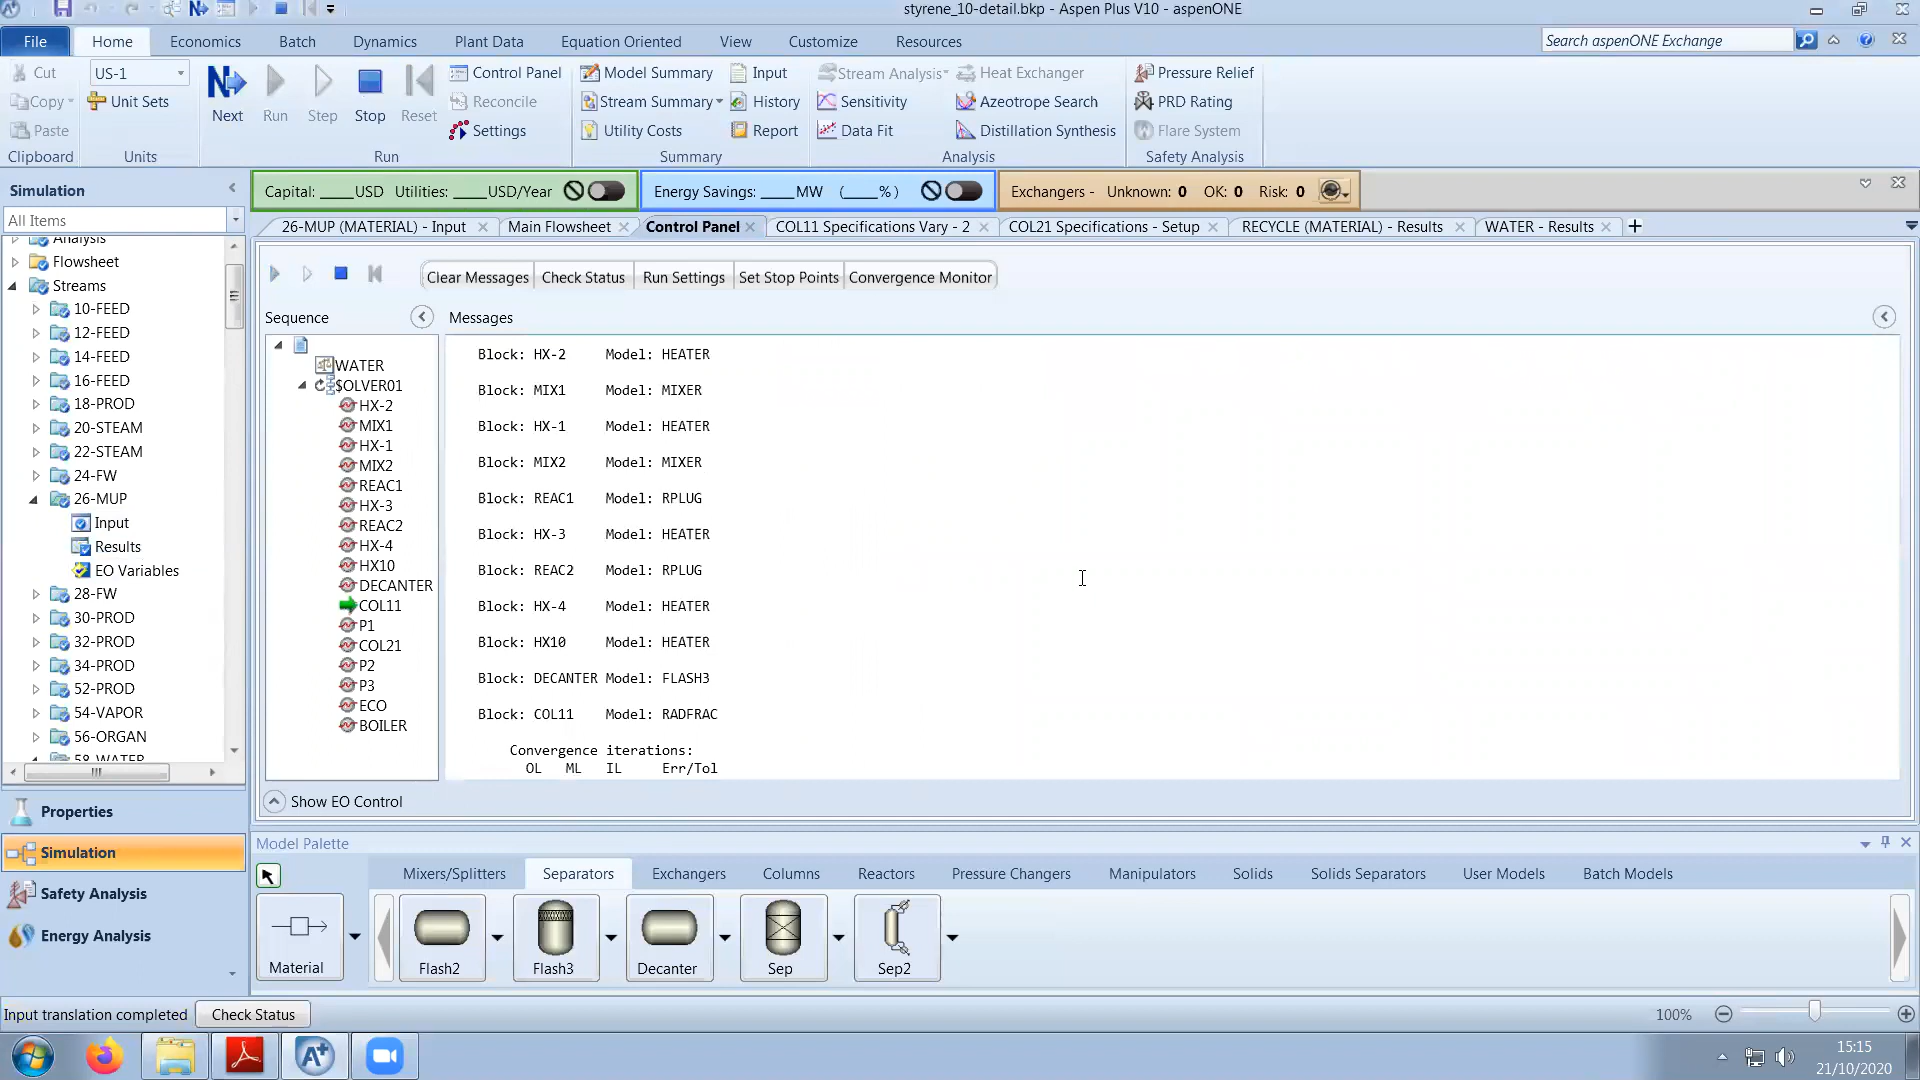 styrene_10-detail.bkp - Aspen Plus V10 - aspenONE
File Home Economics Batch Dynamics Plant Data Equation Oriented View Customize Resources Search aspenONE Exchange
Cut US-1 Control Panel Model Summary Input Stream Analysis Heat Exchanger Pressure Relief
Copy Unit Sets Next Run Step Stop Reset Reconcile Stream Summary History Sensitivity Azeotrope Search PRD Rating
Paste Settings Utility Costs Report Data Fit Distillation Synthesis Flare System
Clipboard Units Run Summary Analysis Safety Analysis
Simulation Capital: ____USD Utilities: ____USD/Year Energy Savings: ____MW (____%) Exchangers - Unknown: 0 OK: 0 Risk: 0
All Items 26-MUP (MATERIAL) - Input Main Flowsheet Control Panel COL11 Specifications Vary - 2 COL21 Specifications - Setup RECYCLE (MATERIAL) - Results WATER - Results
Analysis
Flowsheet
Streams
10-FEED
12-FEED
14-FEED
16-FEED
18-PROD
20-STEAM
22-STEAM
24-FW
26-MUP
Input
Results
EO Variables
28-FW
30-PROD
32-PROD
34-PROD
52-PROD
54-VAPOR
56-ORGAN
58-WATER
Properties
Simulation
Safety Analysis
Energy Analysis
Clear Messages Check Status Run Settings Set Stop Points Convergence Monitor
Sequence Messages
WATER
$OLVER01
HX-2
MIX1
HX-1
MIX2
REAC1
HX-3
REAC2
HX-4
HX10
DECANTER
COL11
P1
COL21
P2
P3
ECO
BOILER
Block: HX-2 Model: HEATER
Block: MIX1 Model: MIXER
Block: HX-1 Model: HEATER
Block: MIX2 Model: MIXER
Block: REAC1 Model: RPLUG
Block: HX-3 Model: HEATER
Block: REAC2 Model: RPLUG
Block: HX-4 Model: HEATER
Block: HX10 Model: HEATER
Block: DECANTER Model: FLASH3
Block: COL11 Model: RADFRAC
Convergence iterations:
OL ML IL Err/Tol
Show EO Control
Model Palette
Mixers/Splitters Separators Exchangers Columns Reactors Pressure Changers Manipulators Solids Solids Separators User Models Batch Models
Material Flash2 Flash3 Decanter Sep Sep2
Input translation completed Check Status 100%
15:15
21/10/2020